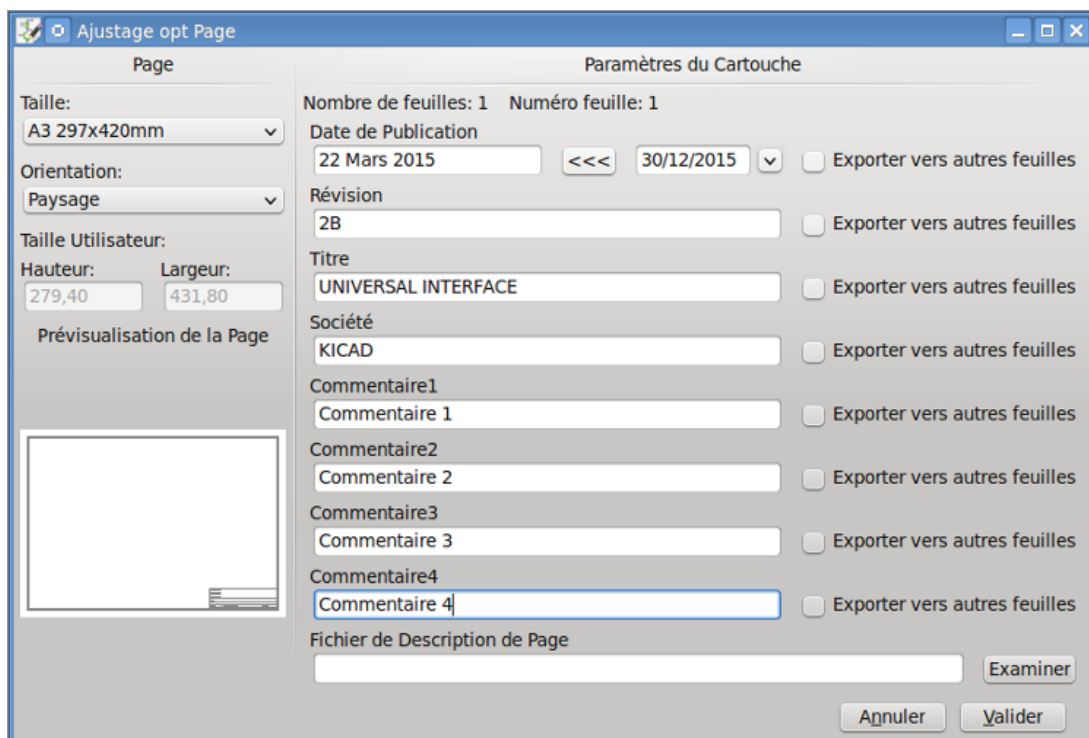 Ajustage opt Page
Page
Taille:
A3 297x420mm
Orientation:
Paysage
Taille Utilisateur:
Hauteur: Largeur:
279,40 431,80
Prévisualisation de la Page
Paramètres du Cartouche
Nombre de feuilles: 1 Numéro feuille: 1
Date de Publication
22 Mars 2015 <<< 30/12/2015 Exporter vers autres feuilles
Révision
2B Exporter vers autres feuilles
Titre
UNIVERSAL INTERFACE Exporter vers autres feuilles
Société
KICAD Exporter vers autres feuilles
Commentaire1
Commentaire 1 Exporter vers autres feuilles
Commentaire2
Commentaire 2 Exporter vers autres feuilles
Commentaire3
Commentaire 3 Exporter vers autres feuilles
Commentaire4
Commentaire 4 Exporter vers autres feuilles
Fichier de Description de Page
Examiner
Annuler Valider